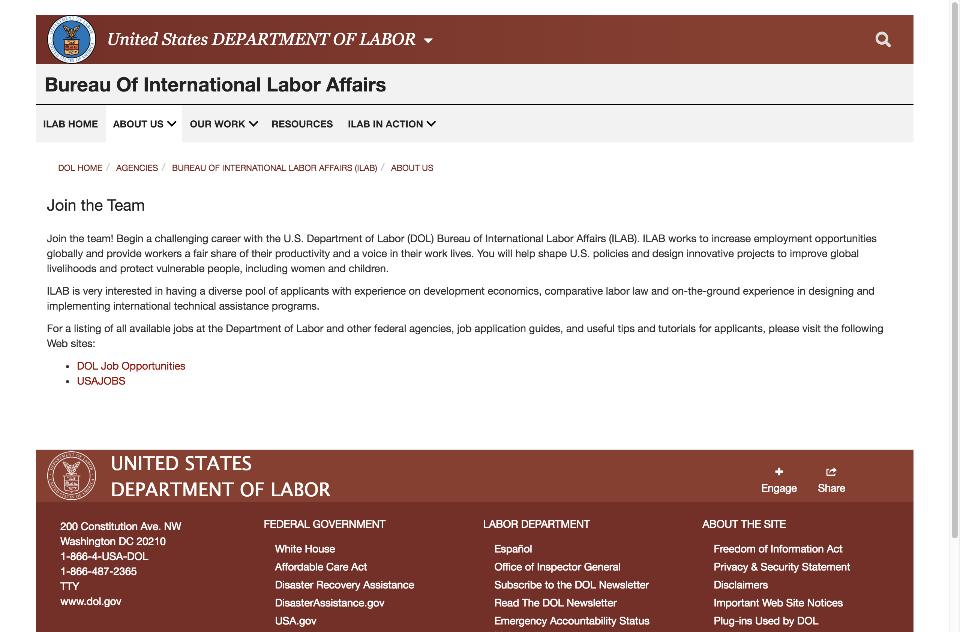 United States DEPARTMENT OF LABOR
Bureau Of International Labor Affairs
ILAB HOME ABOUT US OUR WORK RESOURCES ILAB IN ACTION
DOL HOME / AGENCIES / BUREAU OF INTERNATIONAL LABOR AFFAIRS (ILAB) / ABOUT US
Join the Team
Join the team! Begin a challenging career with the U.S. Department of Labor (DOL) Bureau of International Labor Affairs (ILAB). ILAB works to increase employment opportunities
globally and provide workers a fair share of their productivity and a voice in their work lives. You will help shape U.S. policies and design innovative projects to improve global
livelihoods and protect vulnerable people, including women and children.
ILAB is very interested in having a diverse pool of applicants with experience on development economics, comparative labor law and on-the-ground experience in designing and
implementing international technical assistance programs.
For a listing of all available jobs at the Department of Labor and other federal agencies, job application guides, and useful tips and tutorials for applicants, please visit the following
Web sites:
• DOL Job Opportunities
• USAJOBS
UNITED STATES
DEPARTMENT OF LABOR
Engage Share
200 Constitution Ave. NW
Washington DC 20210
1-866-4-USA-DOL
1-866-487-2365
TTY
www.dol.gov
FEDERAL GOVERNMENT
White House
Affordable Care Act
Disaster Recovery Assistance
DisasterAssistance.gov
USA.gov
LABOR DEPARTMENT
Español
Office of Inspector General
Subscribe to the DOL Newsletter
Read The DOL Newsletter
Emergency Accountability Status
ABOUT THE SITE
Freedom of Information Act
Privacy & Security Statement
Disclaimers
Important Web Site Notices
Plug-ins Used by DOL